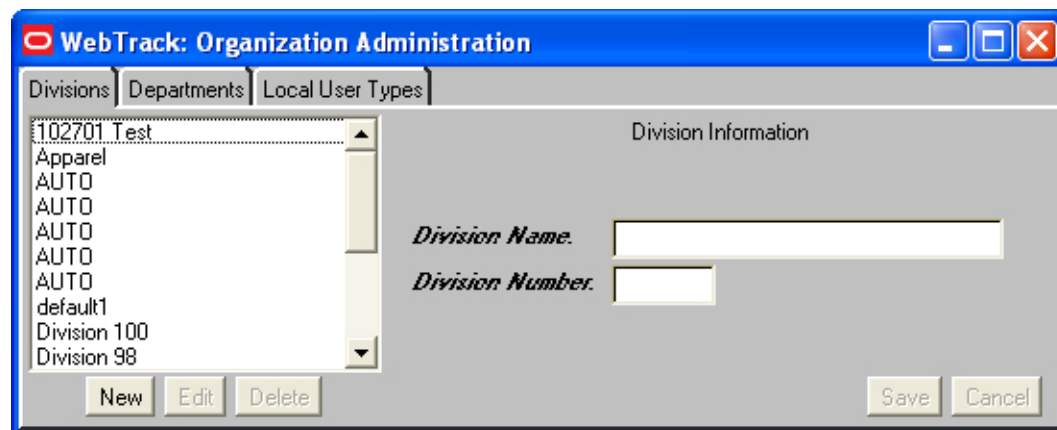 WebTrack: Organization Administration
Divisions Departments Local User Types
102701 Test
Apparel
AUTO
AUTO
AUTO
AUTO
AUTO
default1
Division 100
Division 98
Division Information
Division Name.
Division Number.
New Edit Delete
Save Cancel